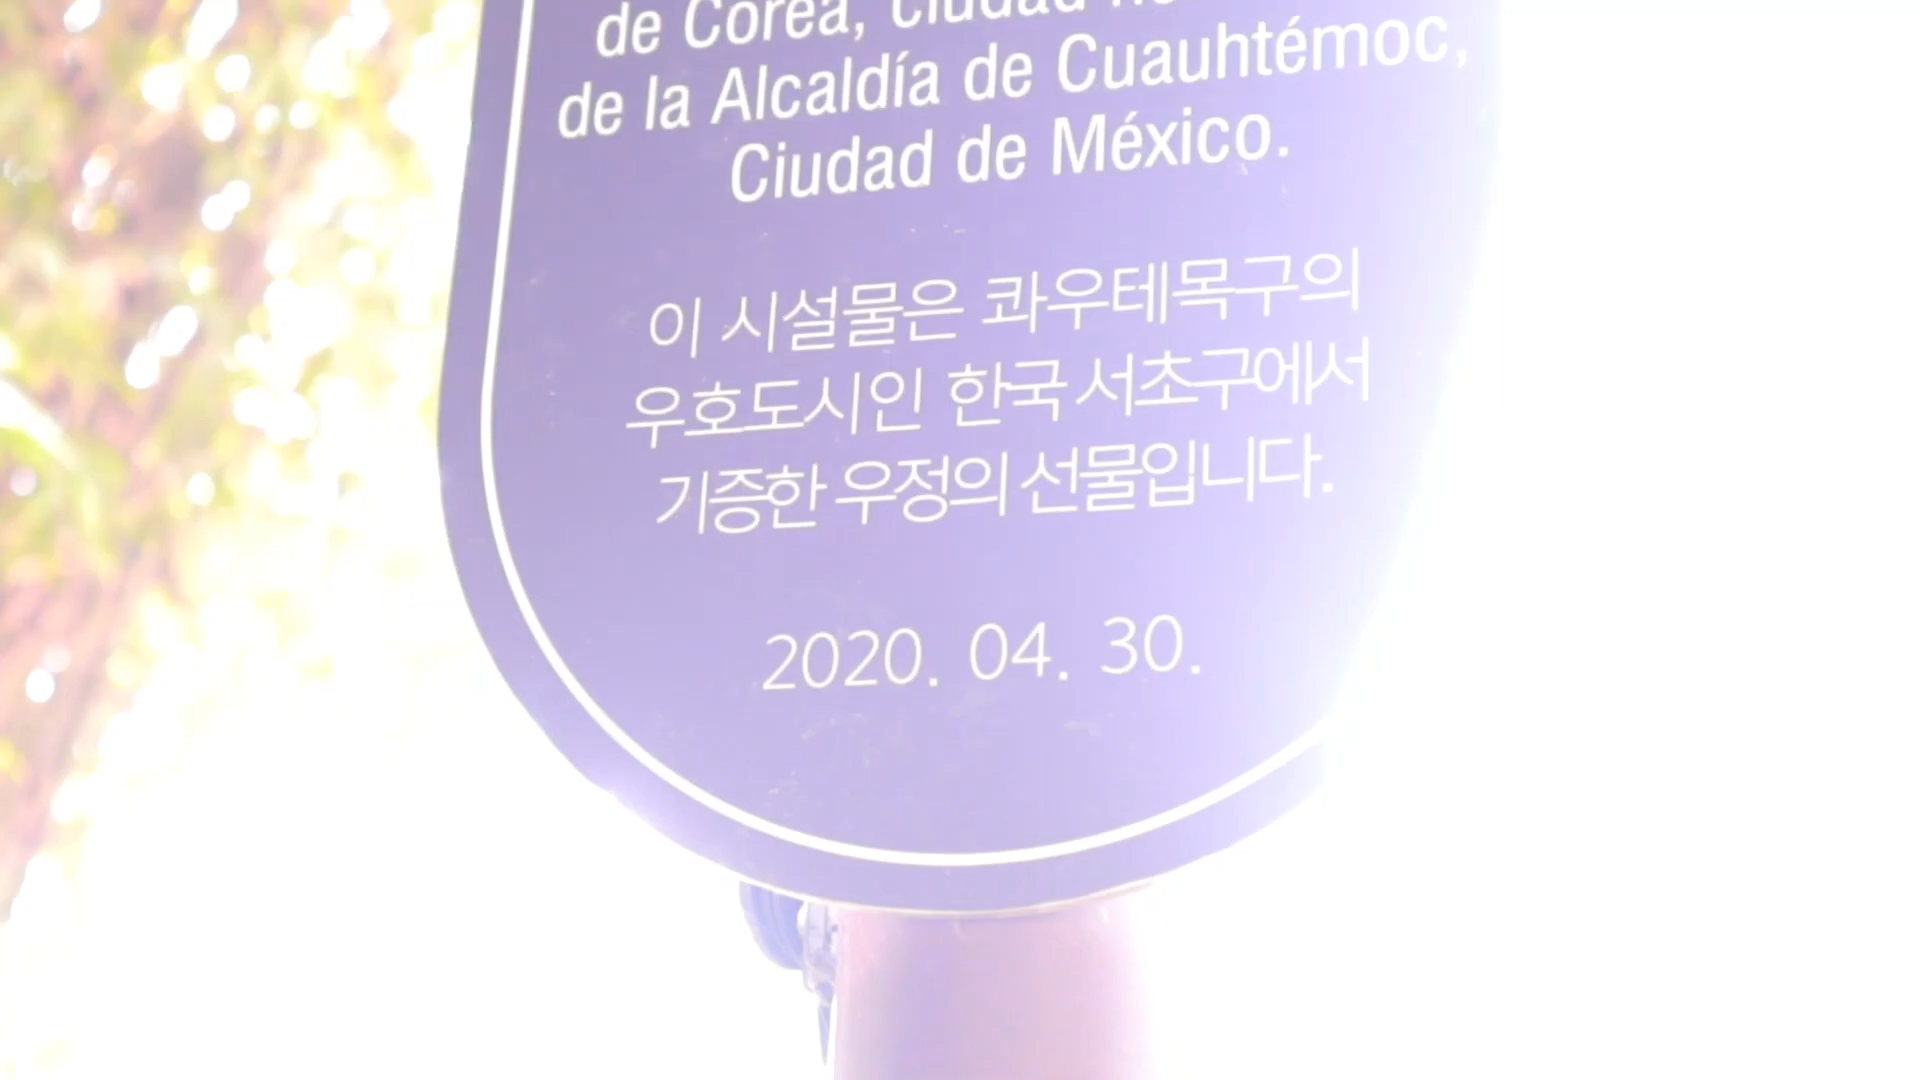 de Corea, ciudad
de la Alcaldía de Cuauhtémoc,
Ciudad de México.
이 시설물은 콰우테목구의
우호도시인 한국 서초구에서
기증한 우정의 선물입니다.
2020. 04. 30.